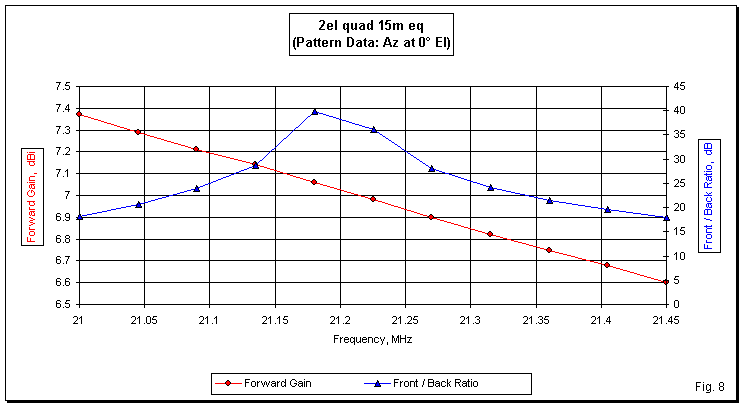 2el quad 15m eq
(Pattern Data: Az at 0° El)
Forward Gain, dBi
7.5
7.4
7.3
7.2
7.1
7
6.9
6.8
6.7
6.6
6.5
45
40
35
30
25
20
15
10
5
0
Front / Back Ratio, dB
21 21.05 21.1 21.15 21.2 21.25 21.3 21.35 21.4 21.45
Frequency, MHz
Forward Gain Front / Back Ratio
Fig. 8